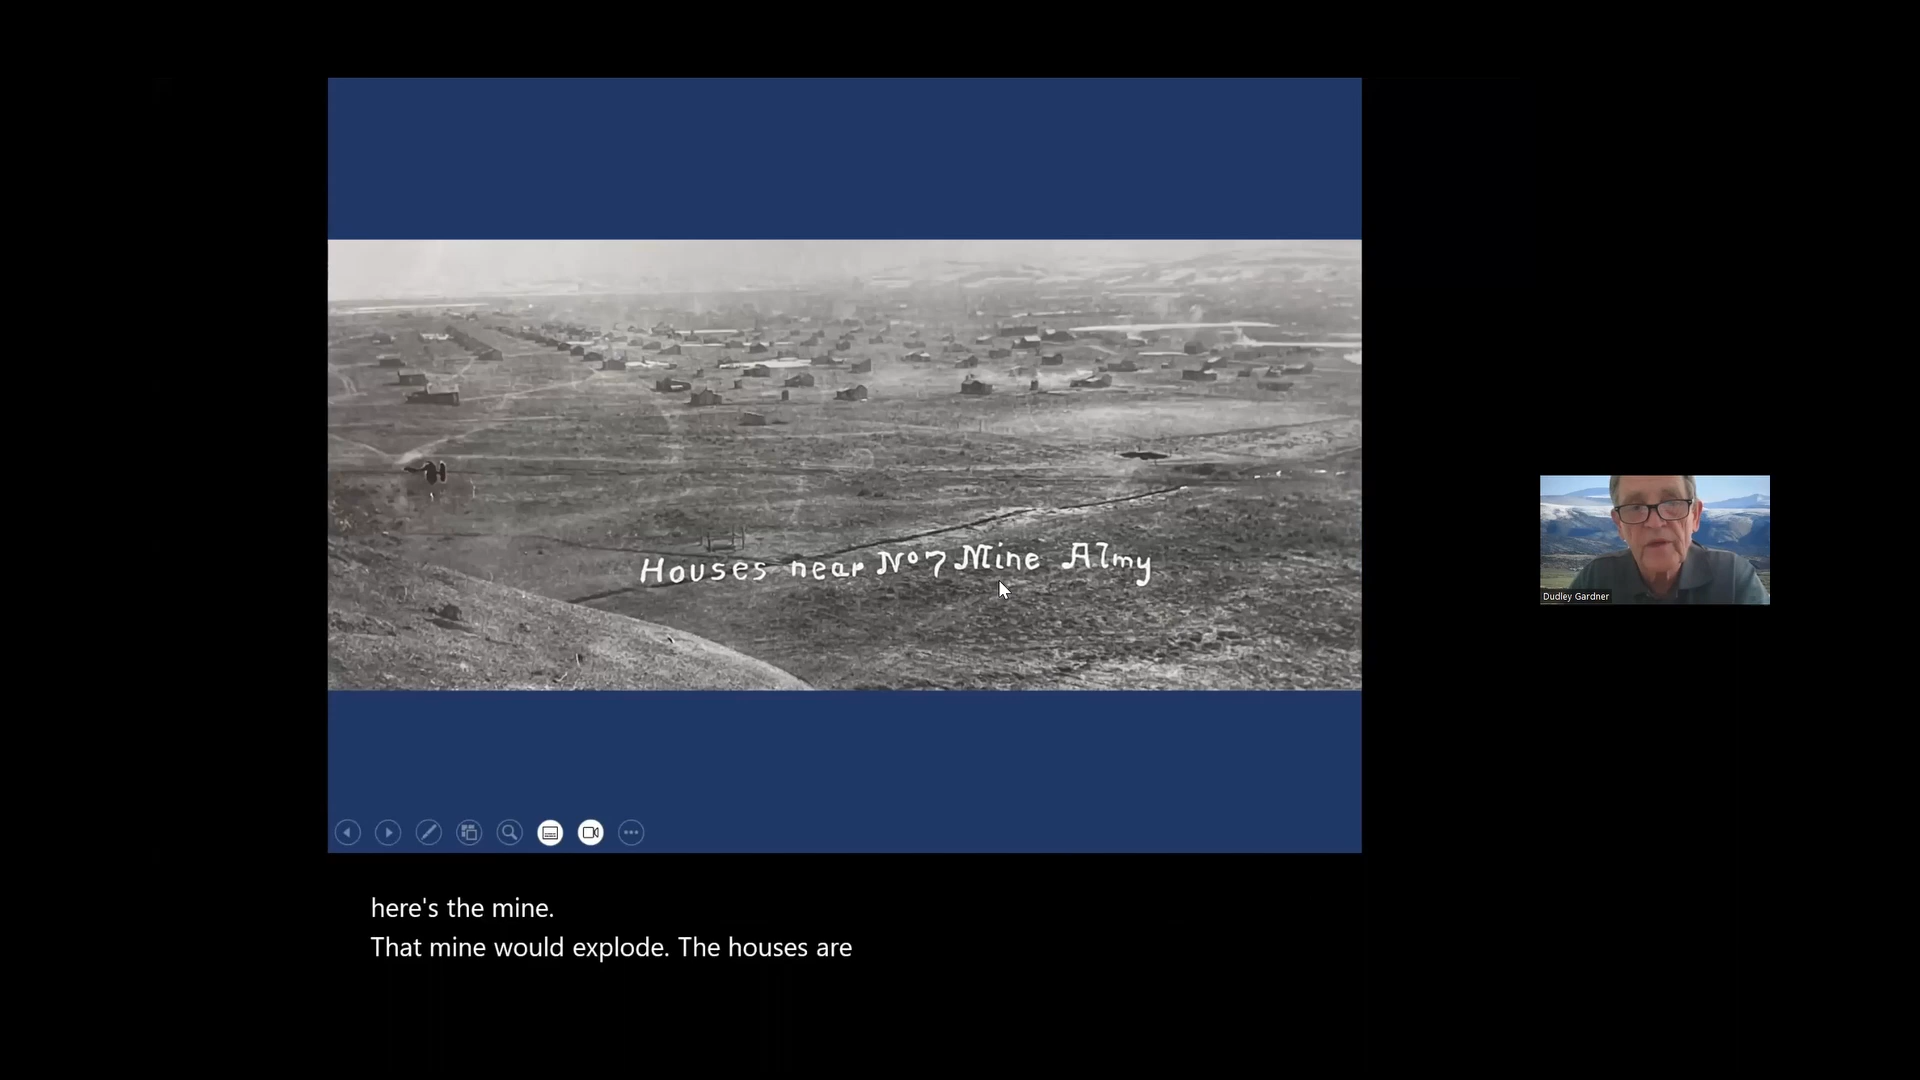 Houses near No 7 Mine Almy
Dudley Gardner
here's the mine.
That mine would explode. The houses are